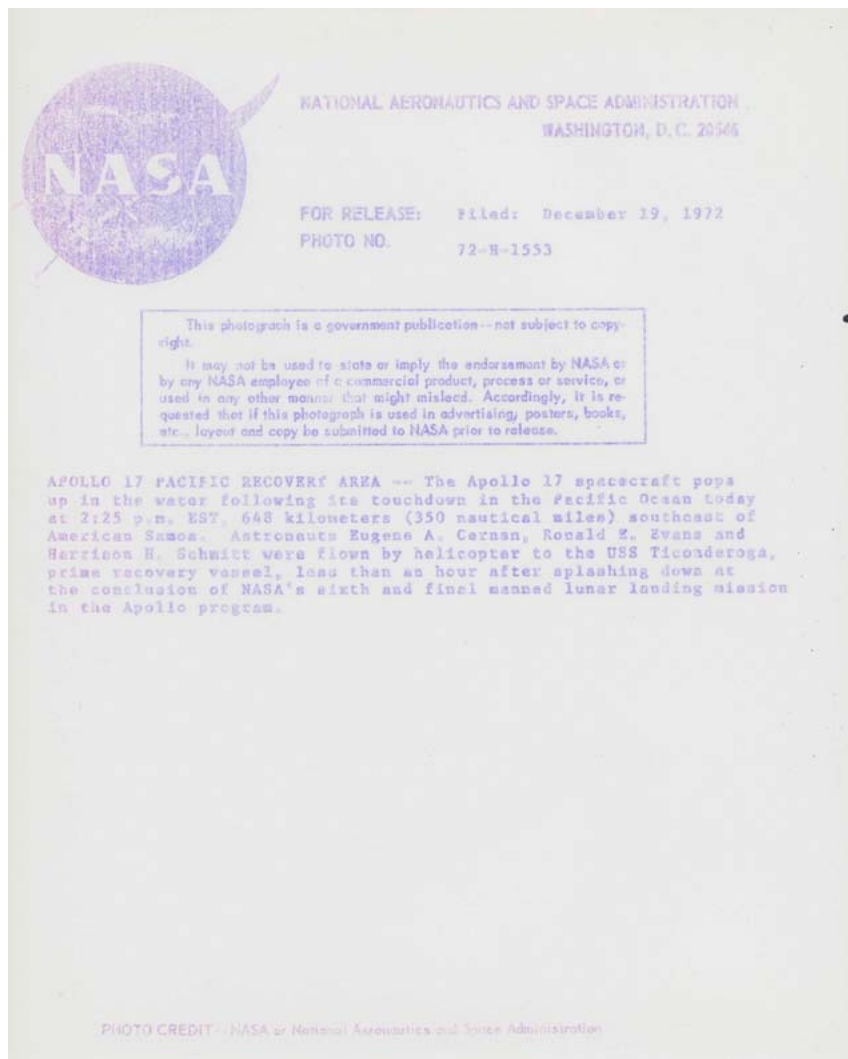 NASA
NATIONAL AERONAUTICS AND SPACE ADMINISTRATION
WASHINGTON, D. C. 20546
FOR RELEASE: Filed: December 19, 1972
PHOTO NO. 72-H-1553
This photograph is a government publication--not subject to copy-
right.
It may not be used to state or imply the endorsement by NASA or
by any NASA employee of a commercial product, process or service, or
used in any other manner that might mislead. Accordingly, it is re-
quested that if this photograph is used in advertising, posters, books,
etc., layout and copy be submitted to NASA prior to release.
APOLLO 17 PACIFIC RECOVERY AREA -- The Apollo 17 spacecraft pops
up in the water following its touchdown in the Pacific Ocean today
at 2:25 p.m. EST, 648 kilometers (350 nautical miles) southeast of
American Samoa. Astronauts Eugene A. Cernan, Ronald E. Evans and
Harrison H. Schmitt were flown by helicopter to the USS Ticonderoga,
prime recovery vessel, less than an hour after splashing down at
the conclusion of NASA's sixth and final manned lunar landing mission
in the Apollo program.
PHOTO CREDIT--NASA or National Aeronautics and Space Administration